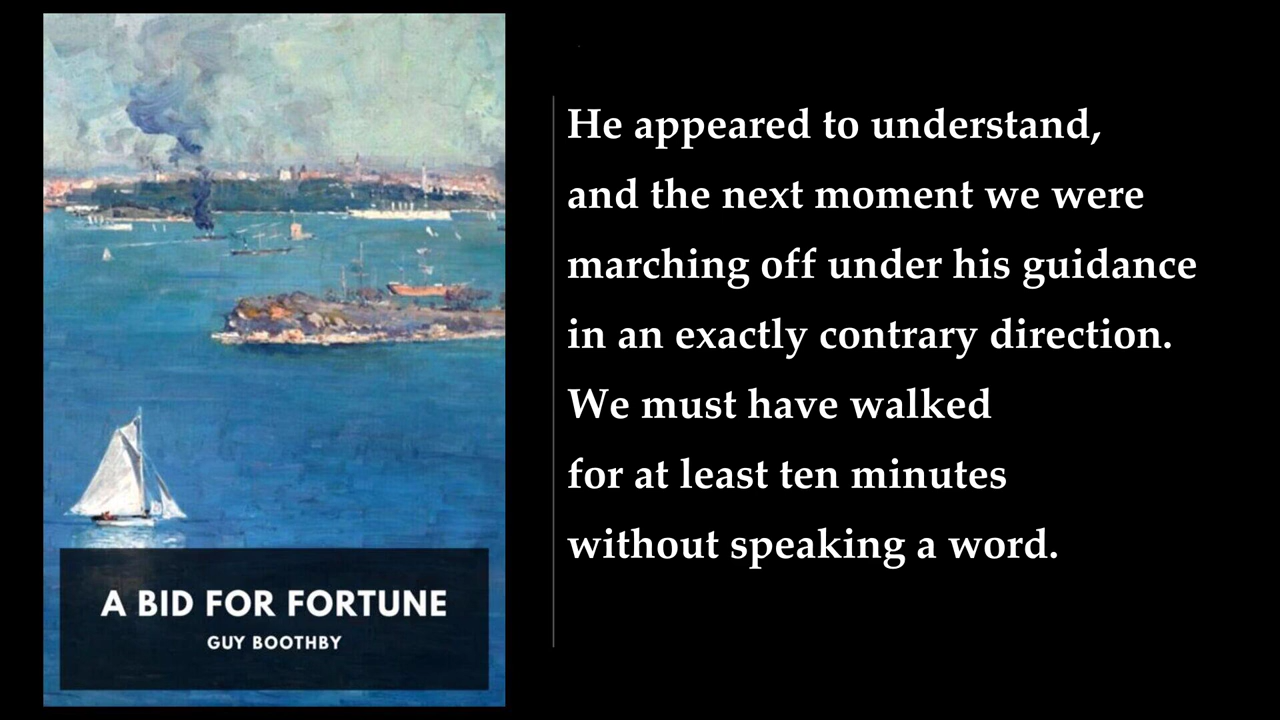 A BID FOR FORTUNE
GUY BOOTHBY
He appeared to understand,
and the next moment we were
marching off under his guidance
in an exactly contrary direction.
We must have walked
for at least ten minutes
without speaking a word.